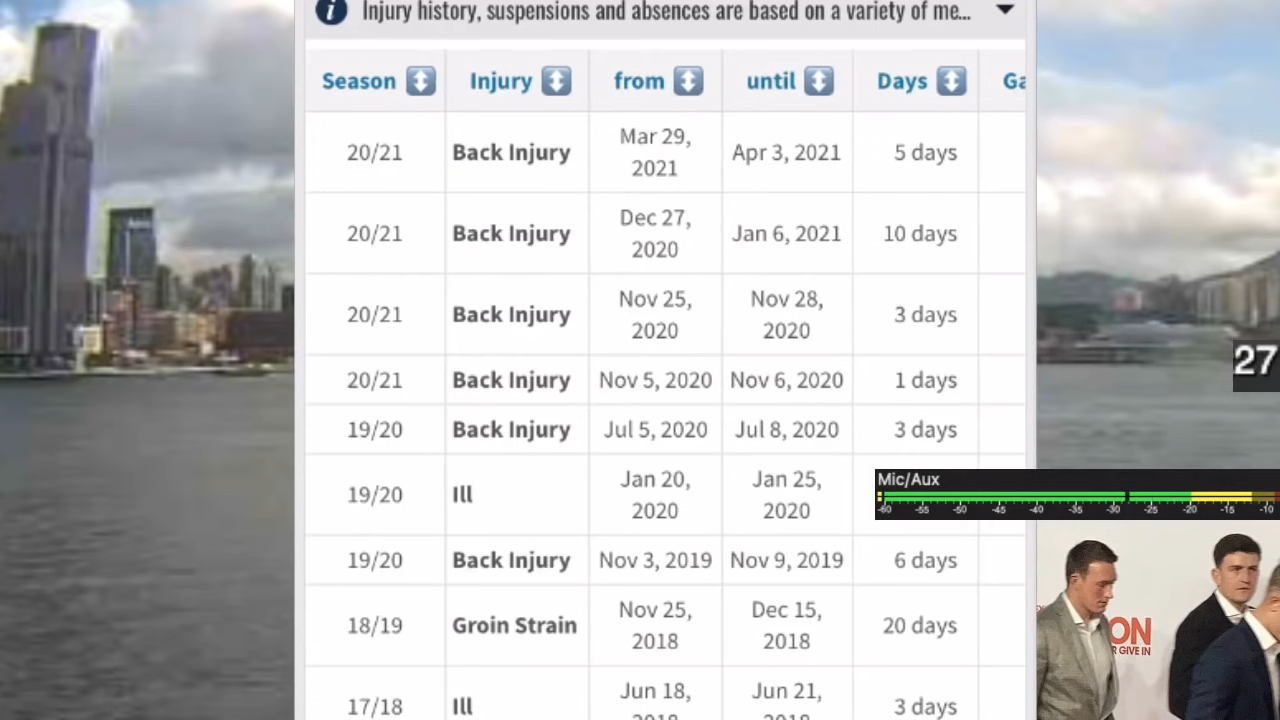 Injury history, suspensions and absences are based on a variety of me...
Season Injury from until Days Ga
20/21 Back Injury Mar 29, 2021 Apr 3, 2021 5 days
20/21 Back Injury Dec 27, 2020 Jan 6, 2021 10 days
20/21 Back Injury Nov 25, 2020 Nov 28, 2020 3 days
20/21 Back Injury Nov 5, 2020 Nov 6, 2020 1 days
19/20 Back Injury Jul 5, 2020 Jul 8, 2020 3 days
19/20 Ill Jan 20, 2020 Jan 25, 2020
19/20 Back Injury Nov 3, 2019 Nov 9, 2019 6 days
18/19 Groin Strain Nov 25, 2018 Dec 15, 2018 20 days
17/18 Ill Jun 18, 2018 Jun 21, 2018 3 days
27
Mic/Aux
-60 -55 -50 -45 -40 -35 -30 -25 -20 -15 -10
ON
R GIVE IN